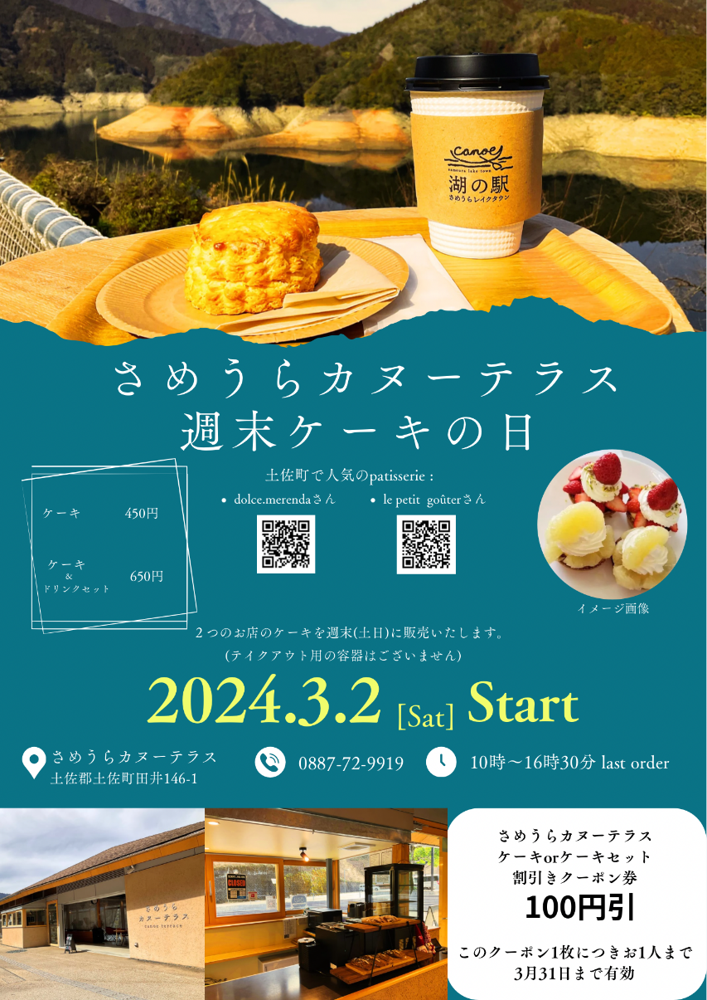 canoe
sameura lake town
湖の駅
さめうらレイクタウン
さめうらカヌーテラス
週末ケーキの日
土佐町で人気のpatisserie :
• dolce.merendaさん
• le petit goûterさん
ケーキ 450円
ケーキ
&
ドリンクセット
650円
イメージ画像
2つのお店のケーキを週末(土日)に販売いたします。
(テイクアウト用の容器はございません)
2024.3.2 [Sat] Start
さめうらカヌーテラス
土佐郡土佐町田井146-1
0887-72-9919
10時〜16時30分 last order
さめうら
カヌーテラス
canoe terrace
CLOSED
さめうらカヌーテラス
ケーキorケーキセット
割引きクーポン券
100円引
このクーポン1枚につきお1人まで
3月31日まで有効